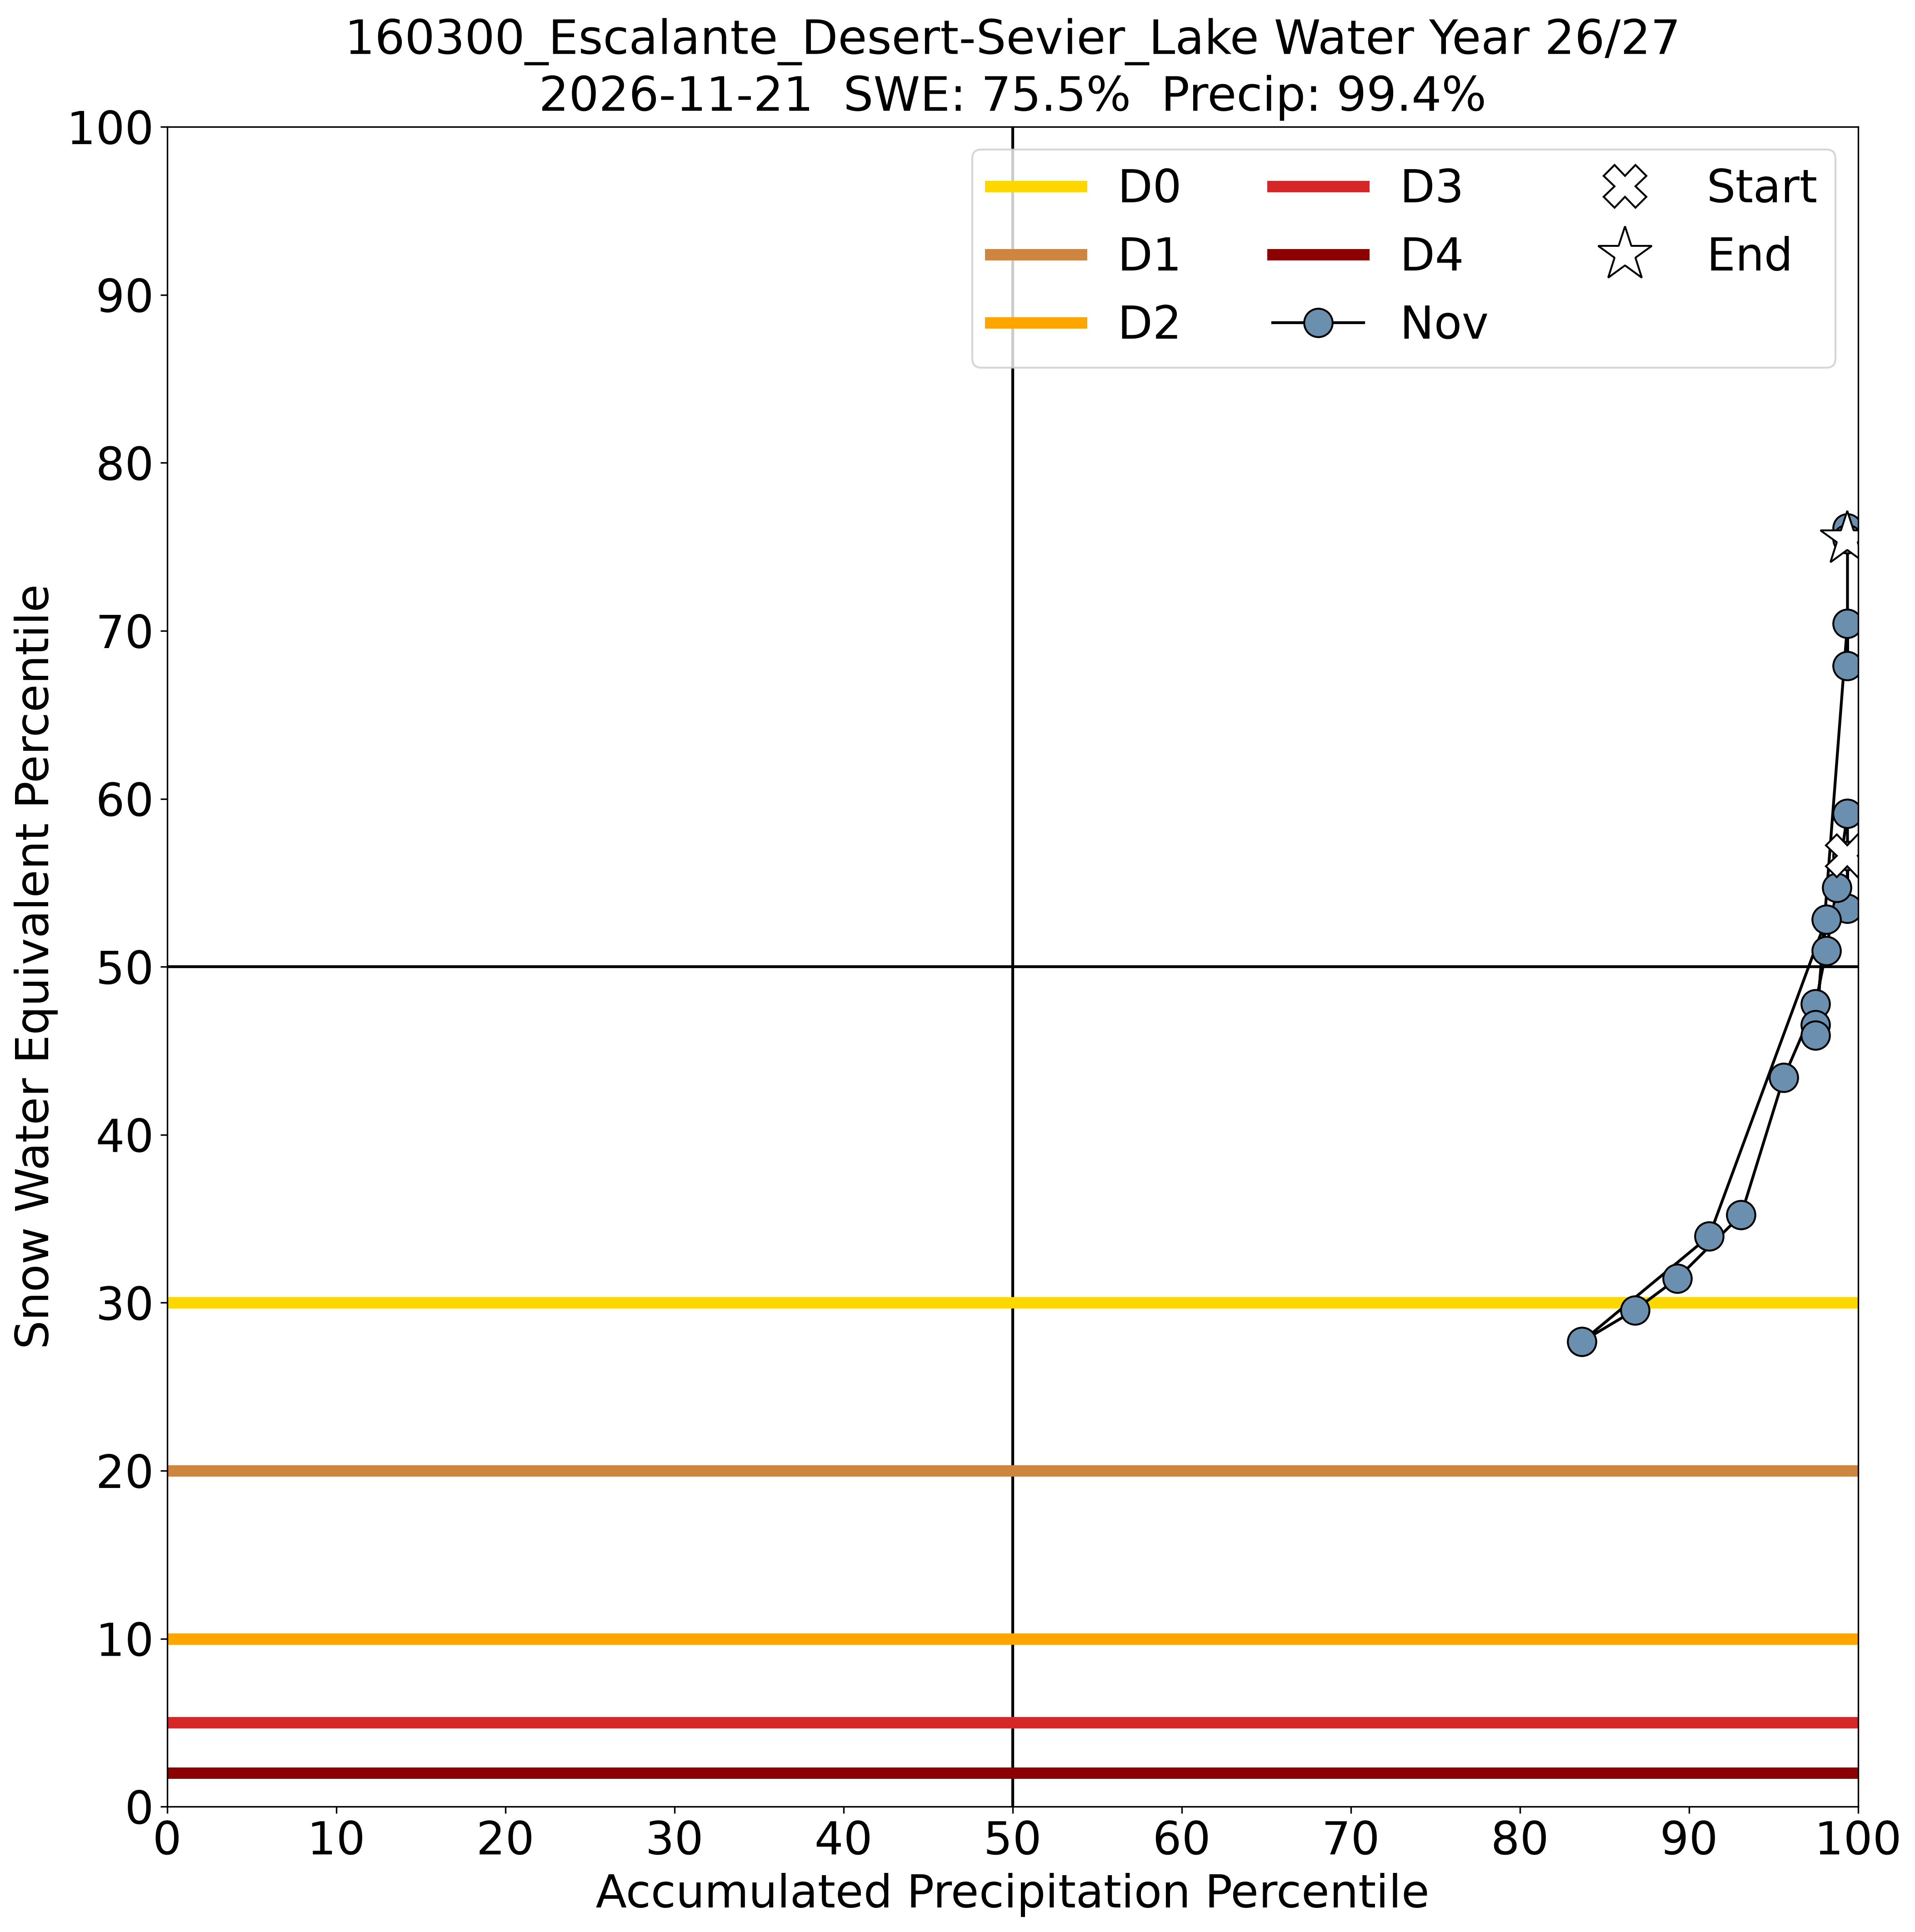 160300_Escalante_Desert-Sevier_Lake Water Year 26/27
2026-11-21  SWE: 75.5%  Precip: 99.4%
D0
D1
D2
D3
D4
Nov
Start
End
Snow Water Equivalent Percentile
100
90
80
70
60
50
40
30
20
10
0
0 10 20 30 40 50 60 70 80 90 100
Accumulated Precipitation Percentile